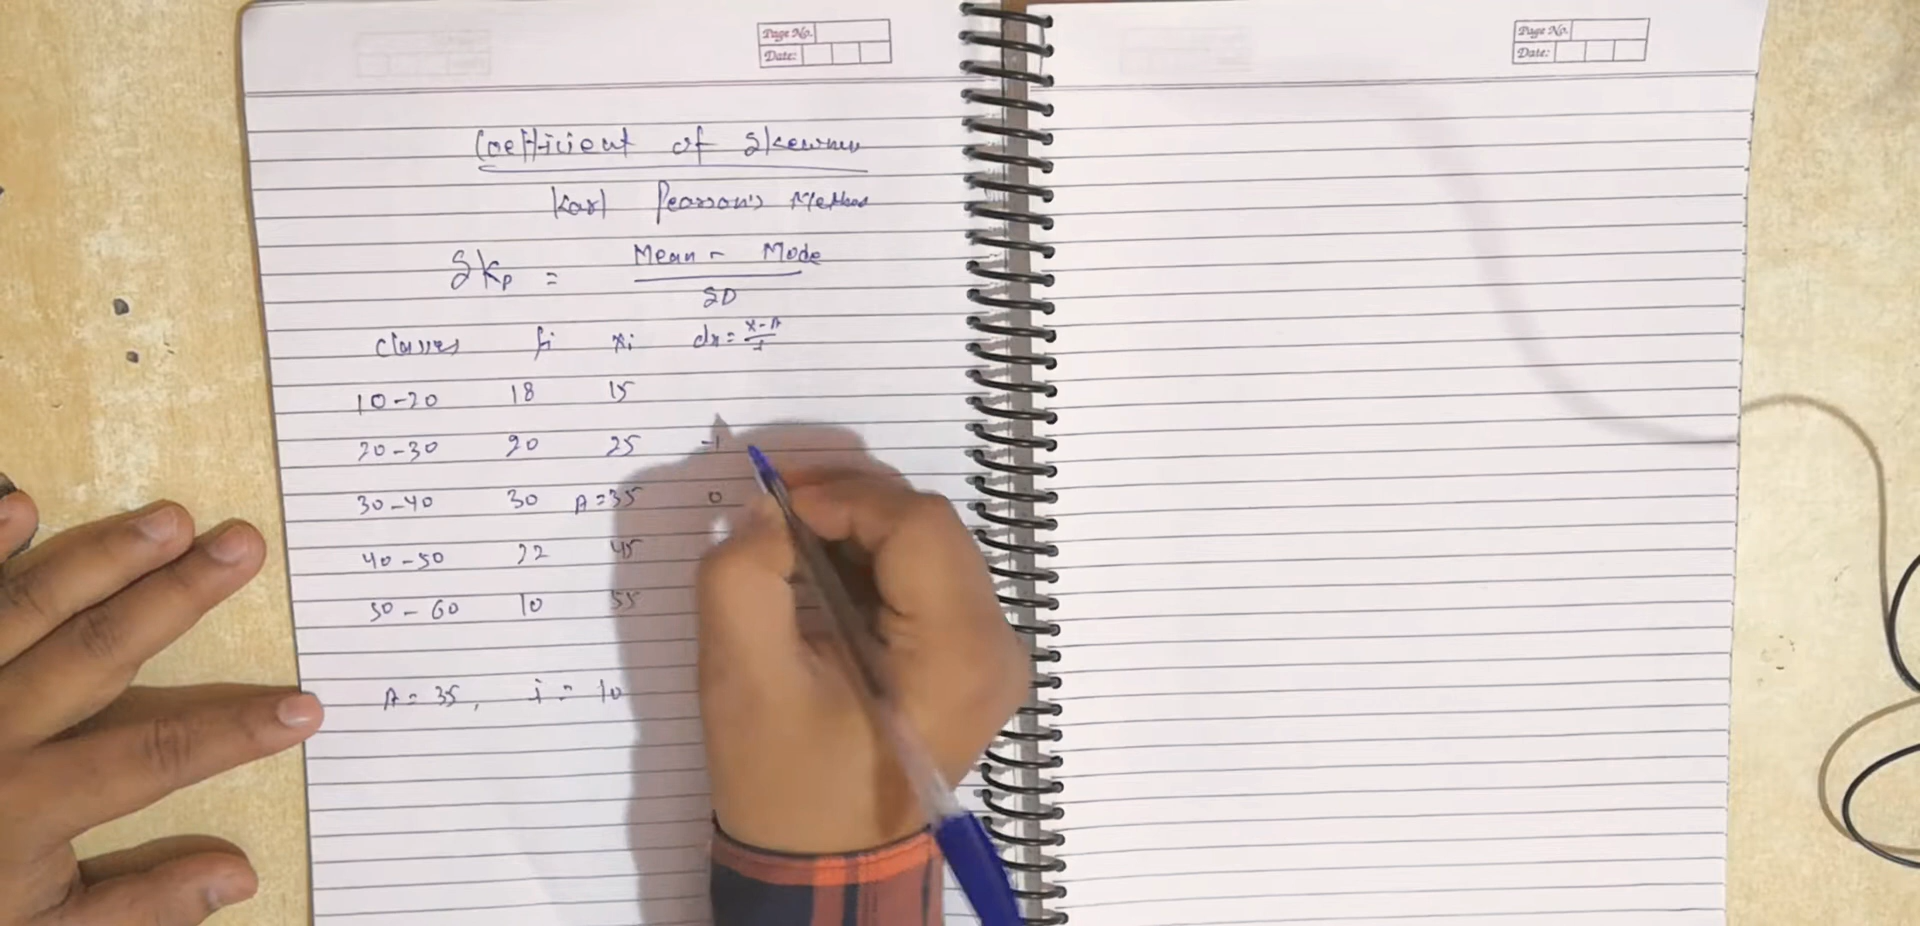 Page No.
Date:
Page No.
Date:
Coefficient of Skewness
Karl Pearson's Method
SKp = Mean - Mode
SD
Classes fi xi dx = x-A
i
10-20 18 15
20-30 20 25 -1
30-40 30 A=35 0
40-50 22 45
50-60 10 55
A = 35, i = 10